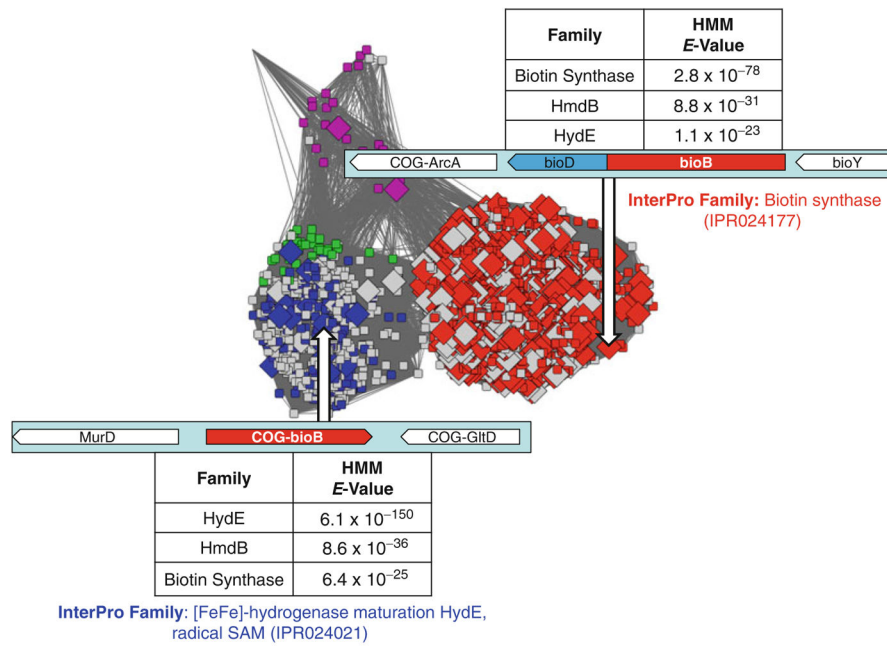 Family HMM E-Value
Biotin Synthase 2.8 x 10⁻⁷⁸
HmdB 8.8 x 10⁻³¹
HydE 1.1 x 10⁻²³
COG-ArcA bioD bioB bioY
InterPro Family: Biotin synthase
(IPR024177)
MurD COG-bioB COG-GltD
Family HMM E-Value
HydE 6.1 x 10⁻¹⁵⁰
HmdB 8.6 x 10⁻³⁶
Biotin Synthase 6.4 x 10⁻²⁵
InterPro Family: [FeFe]-hydrogenase maturation HydE,
radical SAM (IPR024021)